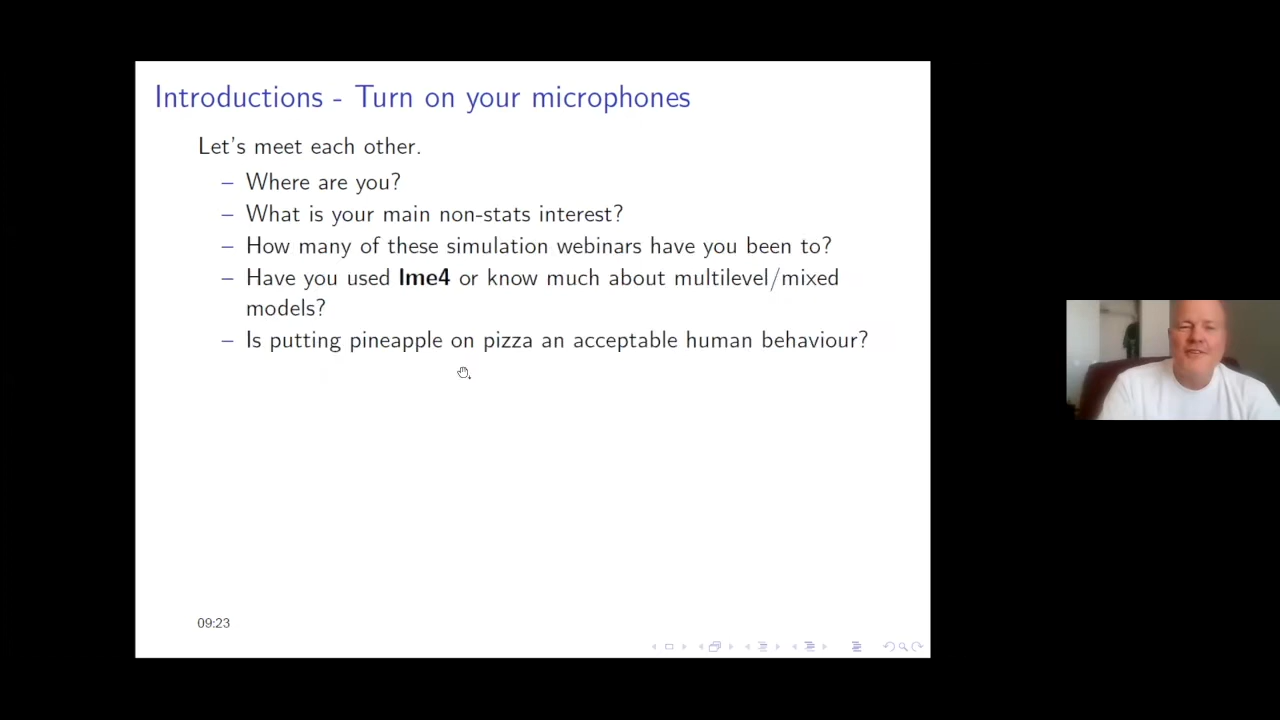 Introductions - Turn on your microphones
Let's meet each other.
– Where are you?
– What is your main non-stats interest?
– How many of these simulation webinars have you been to?
– Have you used lme4 or know much about multilevel/mixed
models?
– Is putting pineapple on pizza an acceptable human behaviour?
09:23